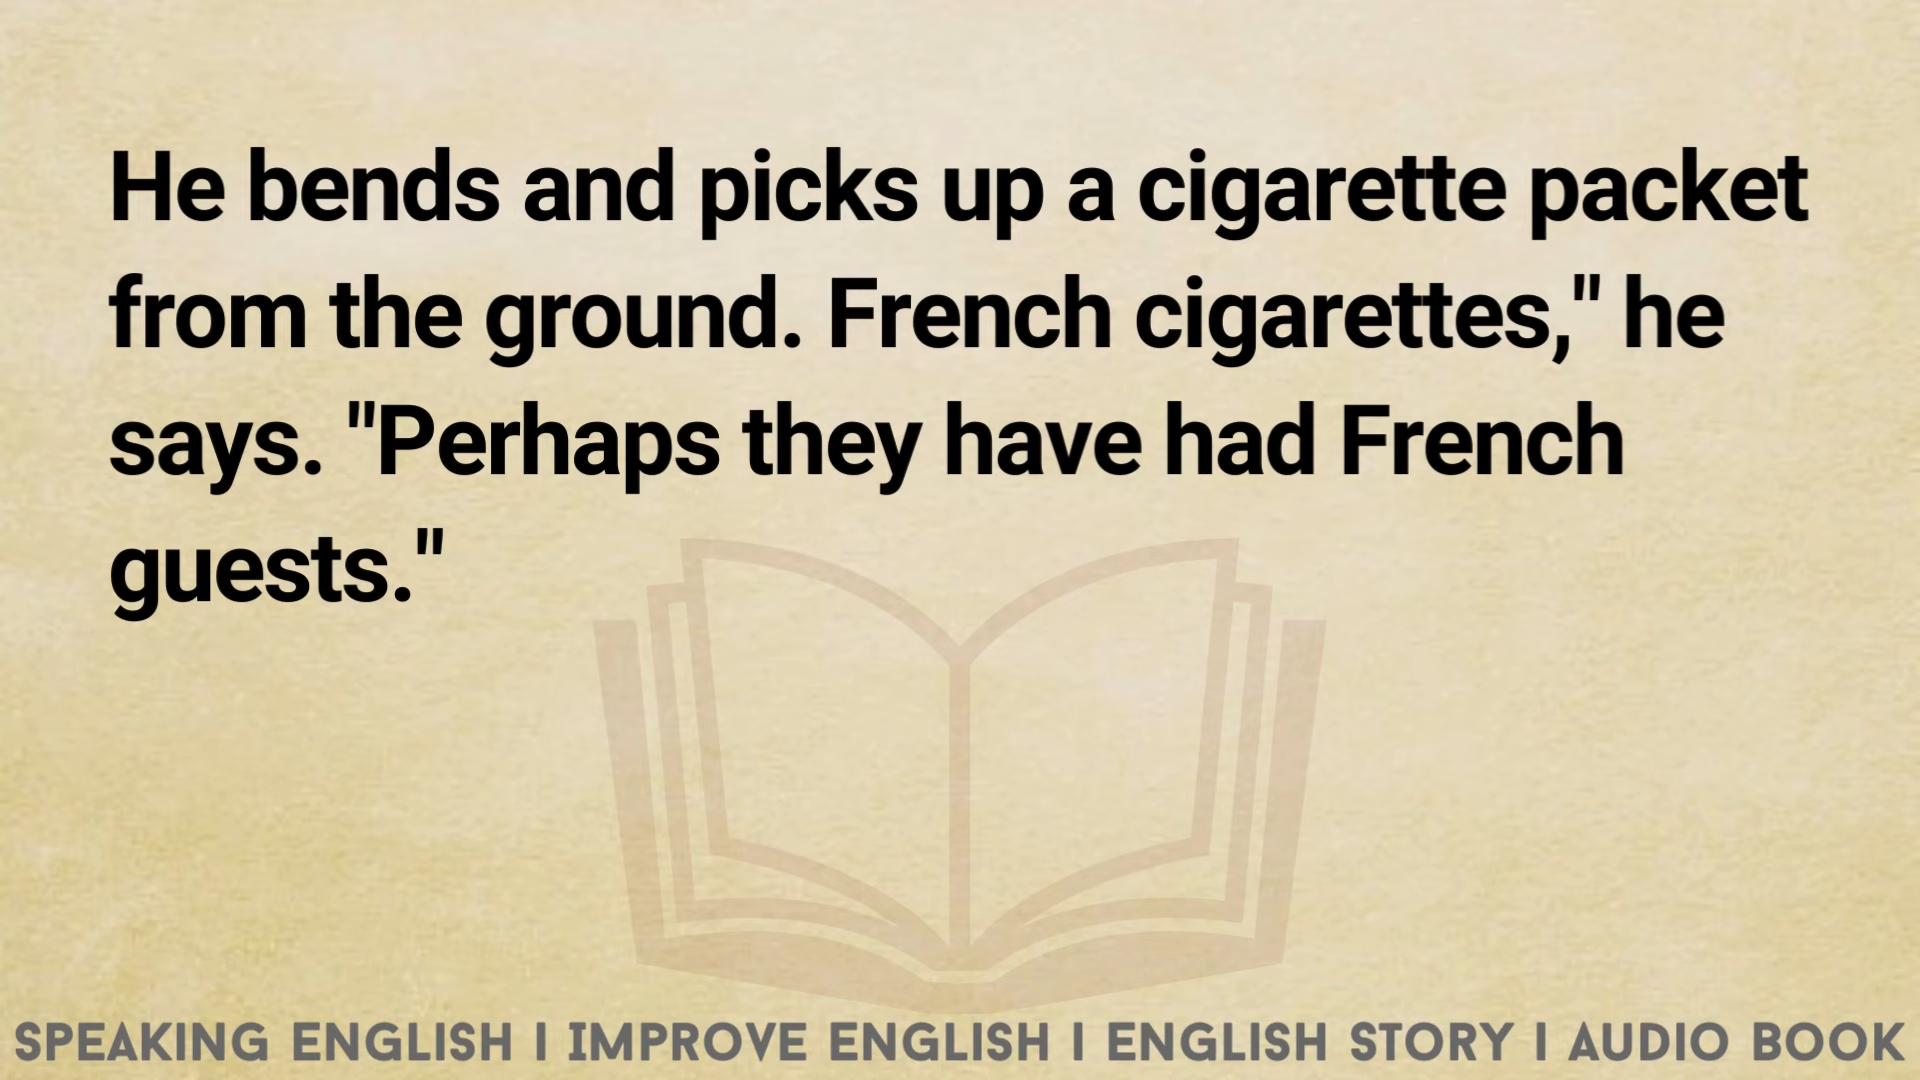 He bends and picks up a cigarette packet
from the ground. French cigarettes," he
says. "Perhaps they have had French
guests."
SPEAKING ENGLISH I IMPROVE ENGLISH I ENGLISH STORY I AUDIO BOOK